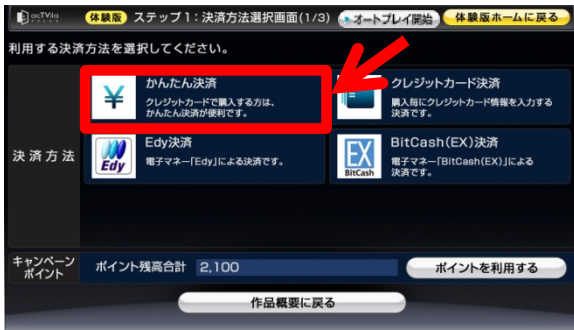 acTVila
体験版 ステップ1:決済方法選択画面(1/3) オートプレイ開始 体験版ホームに戻る
利用する決済方法を選択してください。
決済方法
かんたん決済
クレジットカードで購入する方は、
かんたん決済が便利です。
クレジットカード決済
購入毎にクレジットカード情報を入力する
決済です。
Edy
Edy決済
電子マネー「Edy」による決済です。
EX
BitCash
BitCash(EX)決済
電子マネー「BitCash(EX)」による
決済です。
キャンペーン
ポイント
ポイント残高合計 2,100
ポイントを利用する
作品概要に戻る